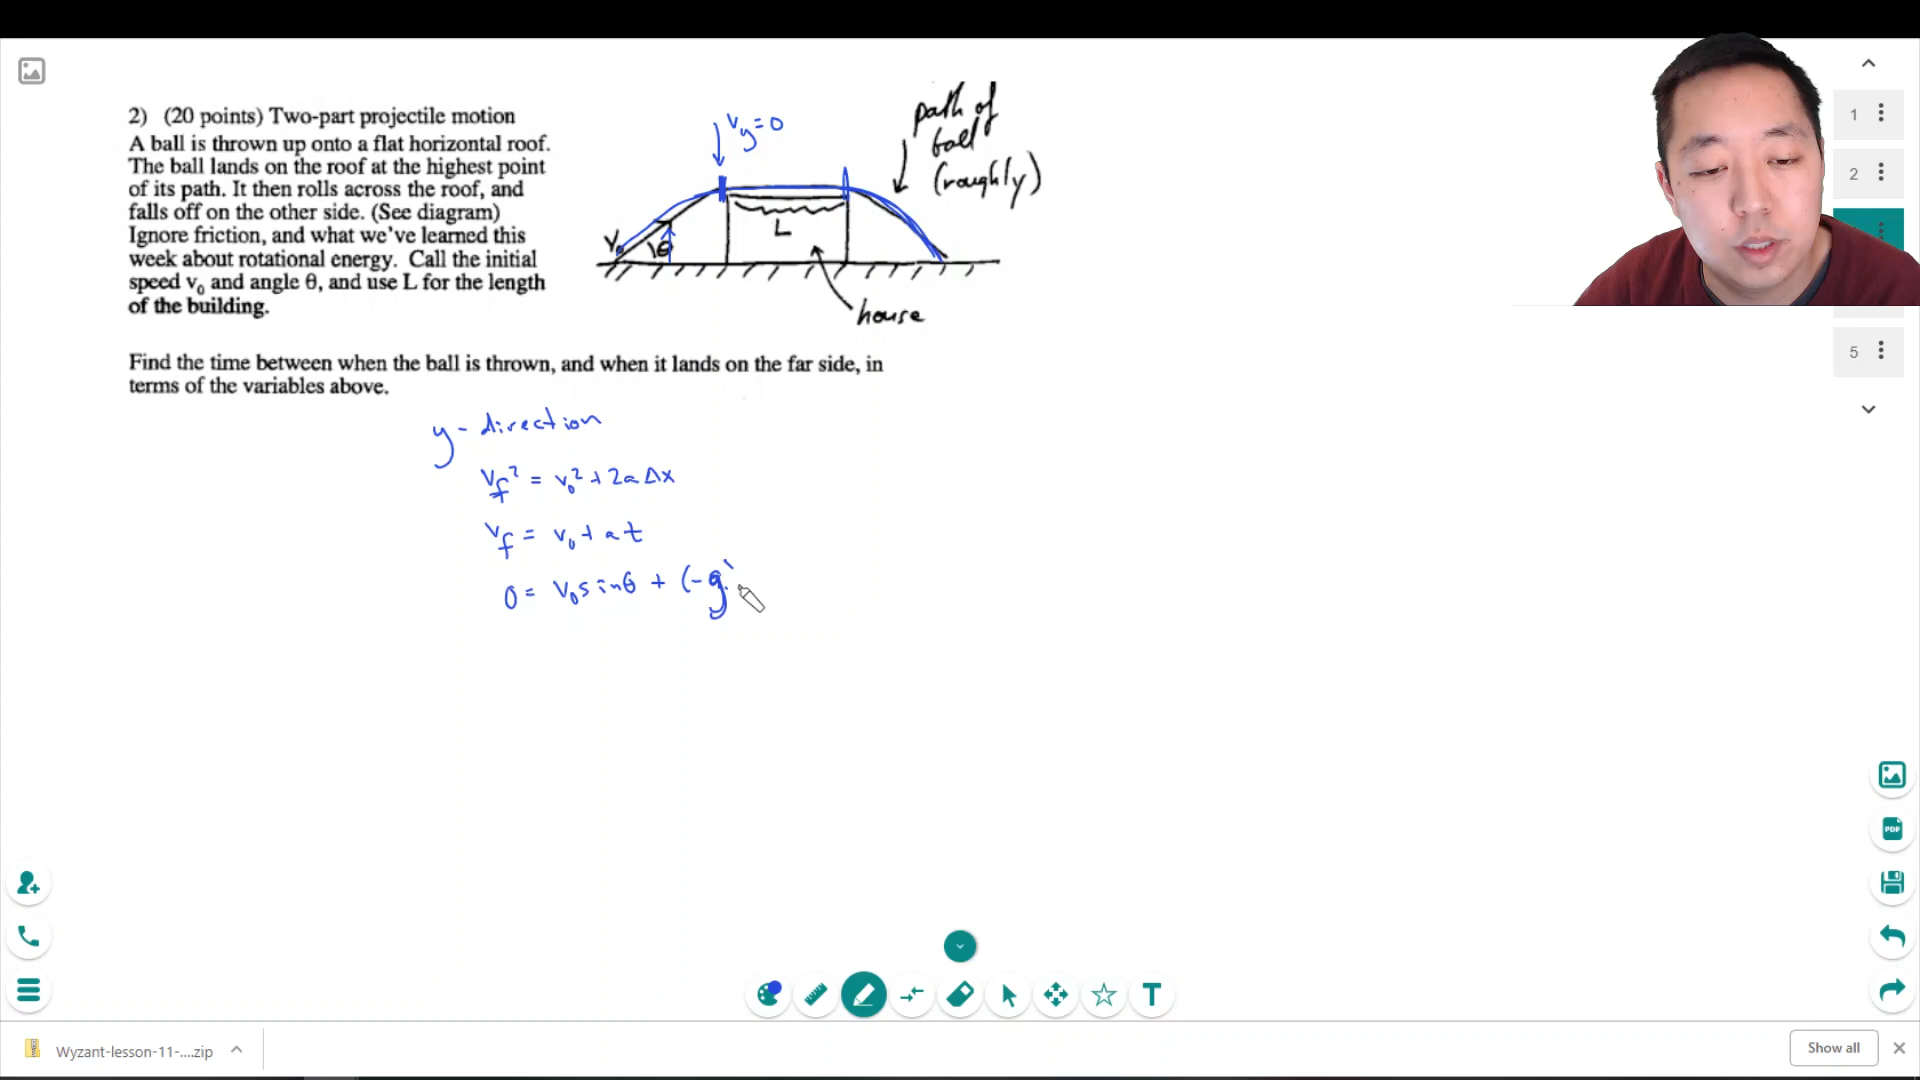 2) (20 points) Two-part projectile motion
A ball is thrown up onto a flat horizontal roof.
The ball lands on the roof at the highest point
of its path. It then rolls across the roof, and
falls off on the other side. (See diagram)
Ignore friction, and what we've learned this
week about rotational energy. Call the initial
speed v₀ and angle θ, and use L for the length
of the building.
v_y = 0
path of
ball
(roughly)
V₀
θ
L
house
Find the time between when the ball is thrown, and when it lands on the far side, in
terms of the variables above.
y - direction
v_f² = v₀² + 2a Δx
v_f = v₀ + a t
0 = v₀ sinθ + (-g)
1
2
5
PDF
T
Wyzant-lesson-11-....zip
Show all